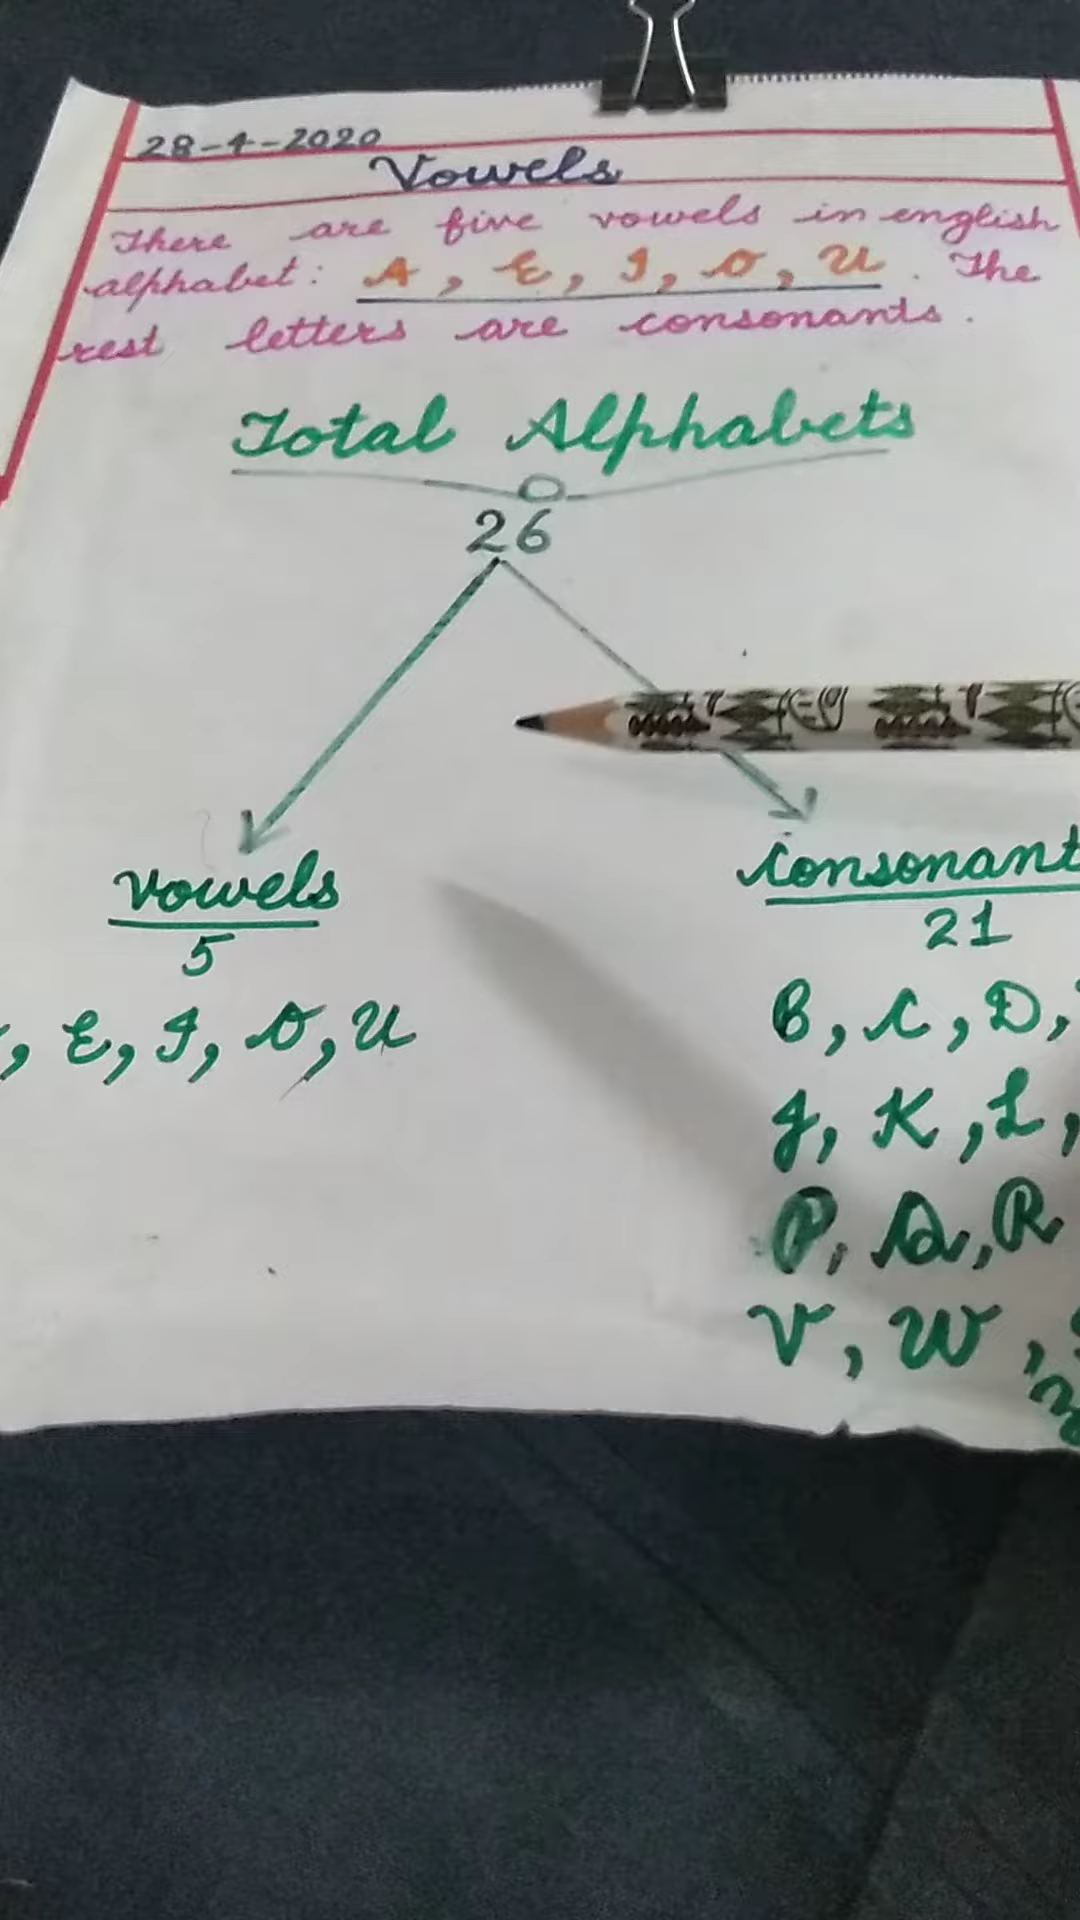 28-4-2020
Vowels
There are five vowels in english
alphabet: A, E, I, O, U. The
rest letters are consonants.
Total Alphabets
26
Vowels
5
, E, I, O, U
Consonant
21
B, C, D,
J, K, L,
P, Q, R
V, W,